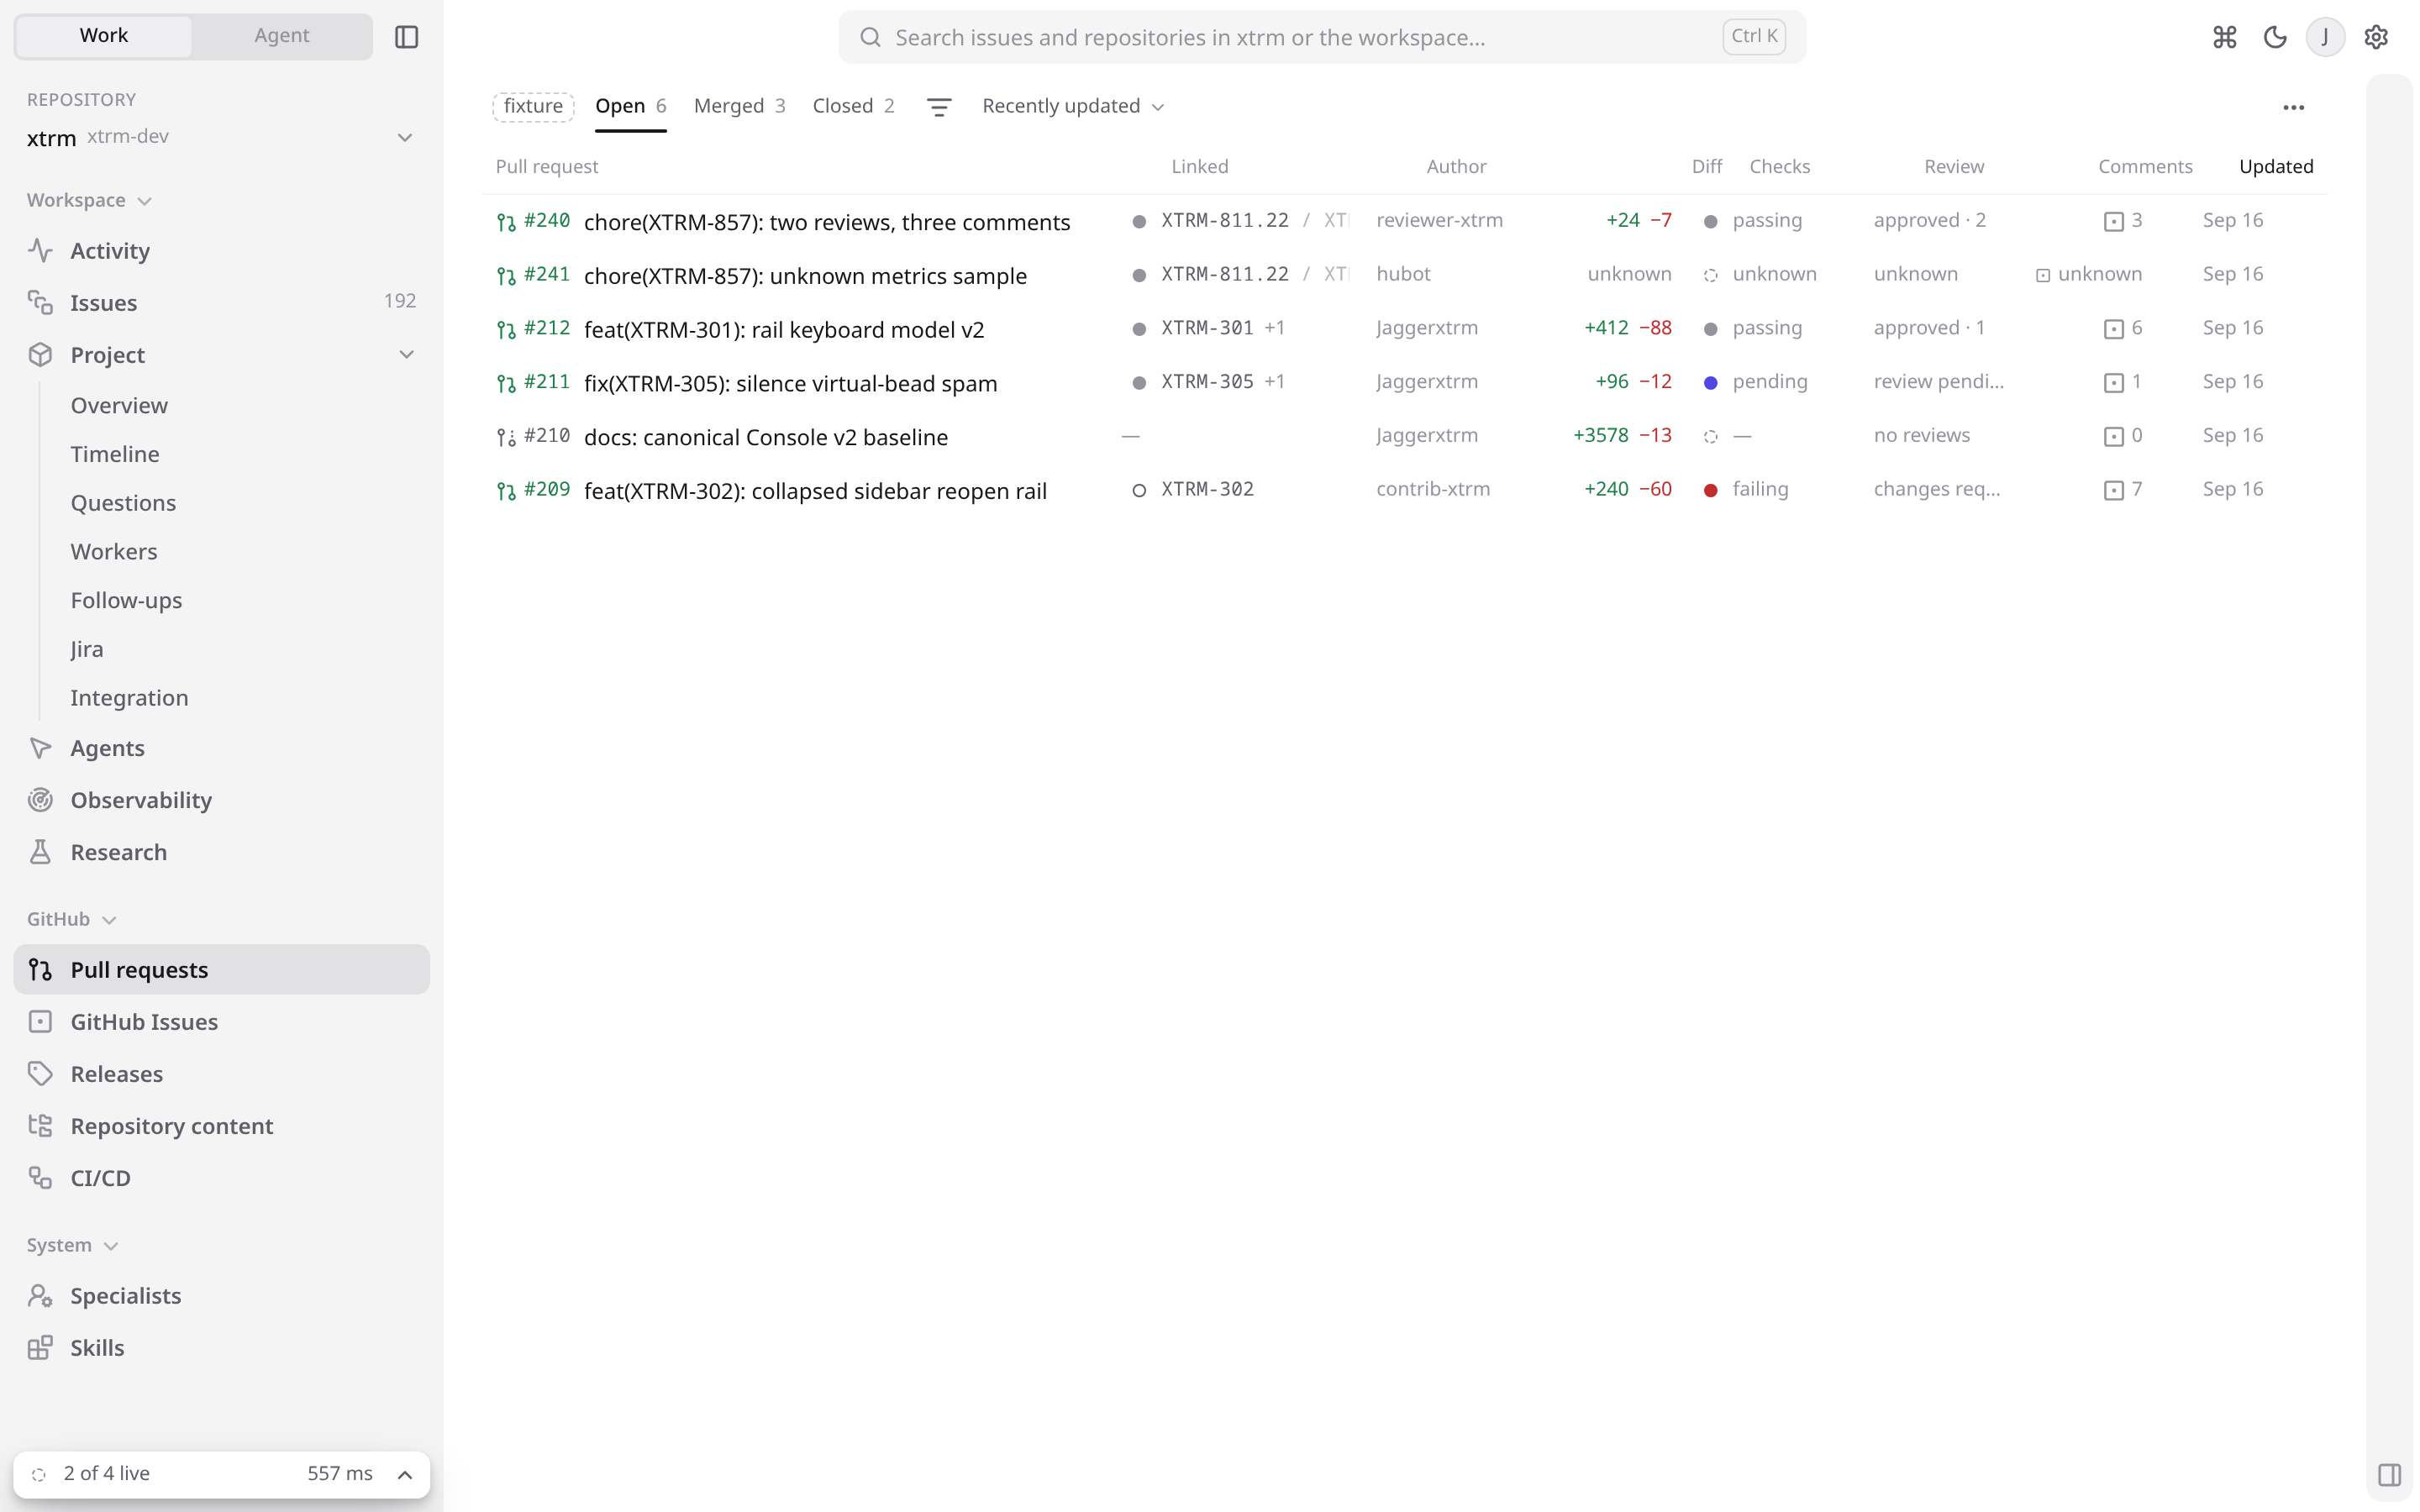 Work Agent
Search issues and repositories in xtrm or the workspace... Ctrl K J
REPOSITORY
xtrm xtrm-dev
Workspace
Activity
Issues 192
Project
Overview
Timeline
Questions
Workers
Follow-ups
Jira
Integration
Agents
Observability
Research
GitHub
Pull requests
GitHub Issues
Releases
Repository content
CI/CD
System
Specialists
Skills
2 of 4 live 557 ms
fixture Open 6 Merged 3 Closed 2 Recently updated
Pull request Linked Author Diff Checks Review Comments Updated
#240 chore(XTRM-857): two reviews, three comments XTRM-811.22 / XT reviewer-xtrm +24 −7 passing approved · 2 3 Sep 16
#241 chore(XTRM-857): unknown metrics sample XTRM-811.22 / XT hubot unknown unknown unknown unknown Sep 16
#212 feat(XTRM-301): rail keyboard model v2 XTRM-301 +1 Jaggerxtrm +412 −88 passing approved · 1 6 Sep 16
#211 fix(XTRM-305): silence virtual-bead spam XTRM-305 +1 Jaggerxtrm +96 −12 pending review pendi... 1 Sep 16
#210 docs: canonical Console v2 baseline — Jaggerxtrm +3578 −13 — no reviews 0 Sep 16
#209 feat(XTRM-302): collapsed sidebar reopen rail XTRM-302 contrib-xtrm +240 −60 failing changes req... 7 Sep 16